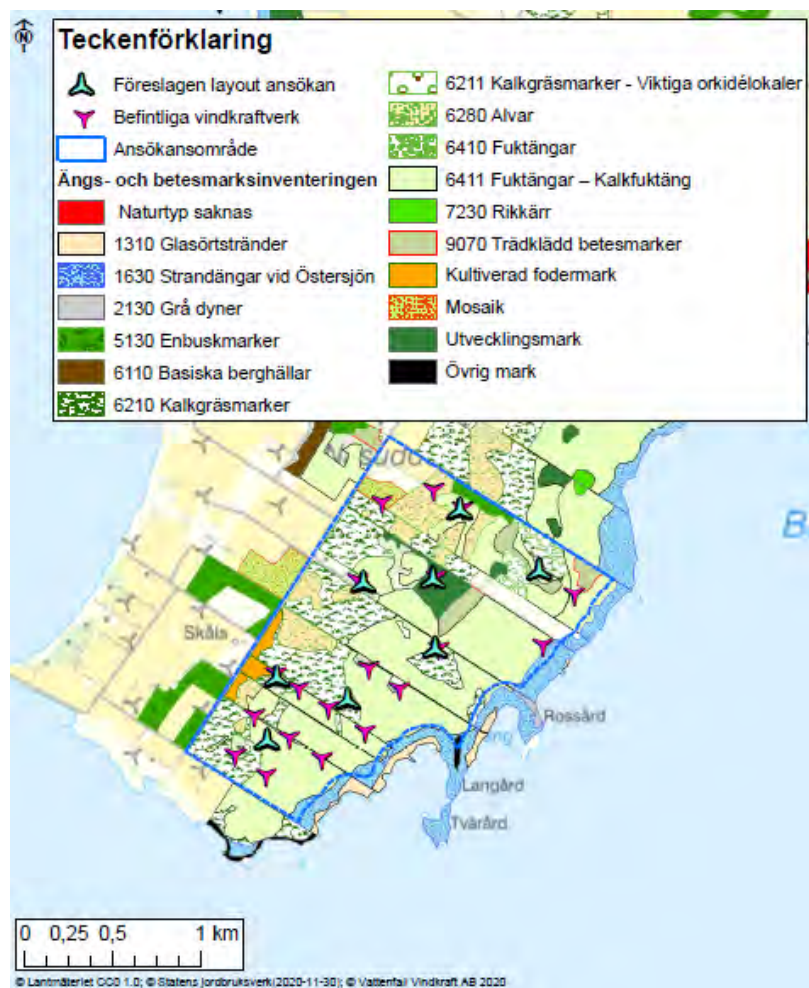 N
Teckenförklaring
Föreslagen layout ansökan
Befintliga vindkraftverk
Ansökansområde
Ängs- och betesmarksinventeringen
Naturtyp saknas
1310 Glasörtstränder
1630 Strandängar vid Östersjön
2130 Grå dyner
5130 Enbuskmarker
6110 Basiska berghällar
6210 Kalkgräsmarker
6211 Kalkgräsmarker - Viktiga orkidélokaler
6280 Alvar
6410 Fuktängar
6411 Fuktängar – Kalkfuktäng
7230 Rikkärr
9070 Trädklädd betesmarker
Kultiverad fodermark
Mosaik
Utvecklingsmark
Övrig mark
sudd
B
Skåls
Rossård
Langård
Tvärård
0 0,25 0,5 1 km
© Lantmäteriet CC0 1.0; © Statens jordbruksverk(2020-11-30); © Vattenfall Vindkraft AB 2020